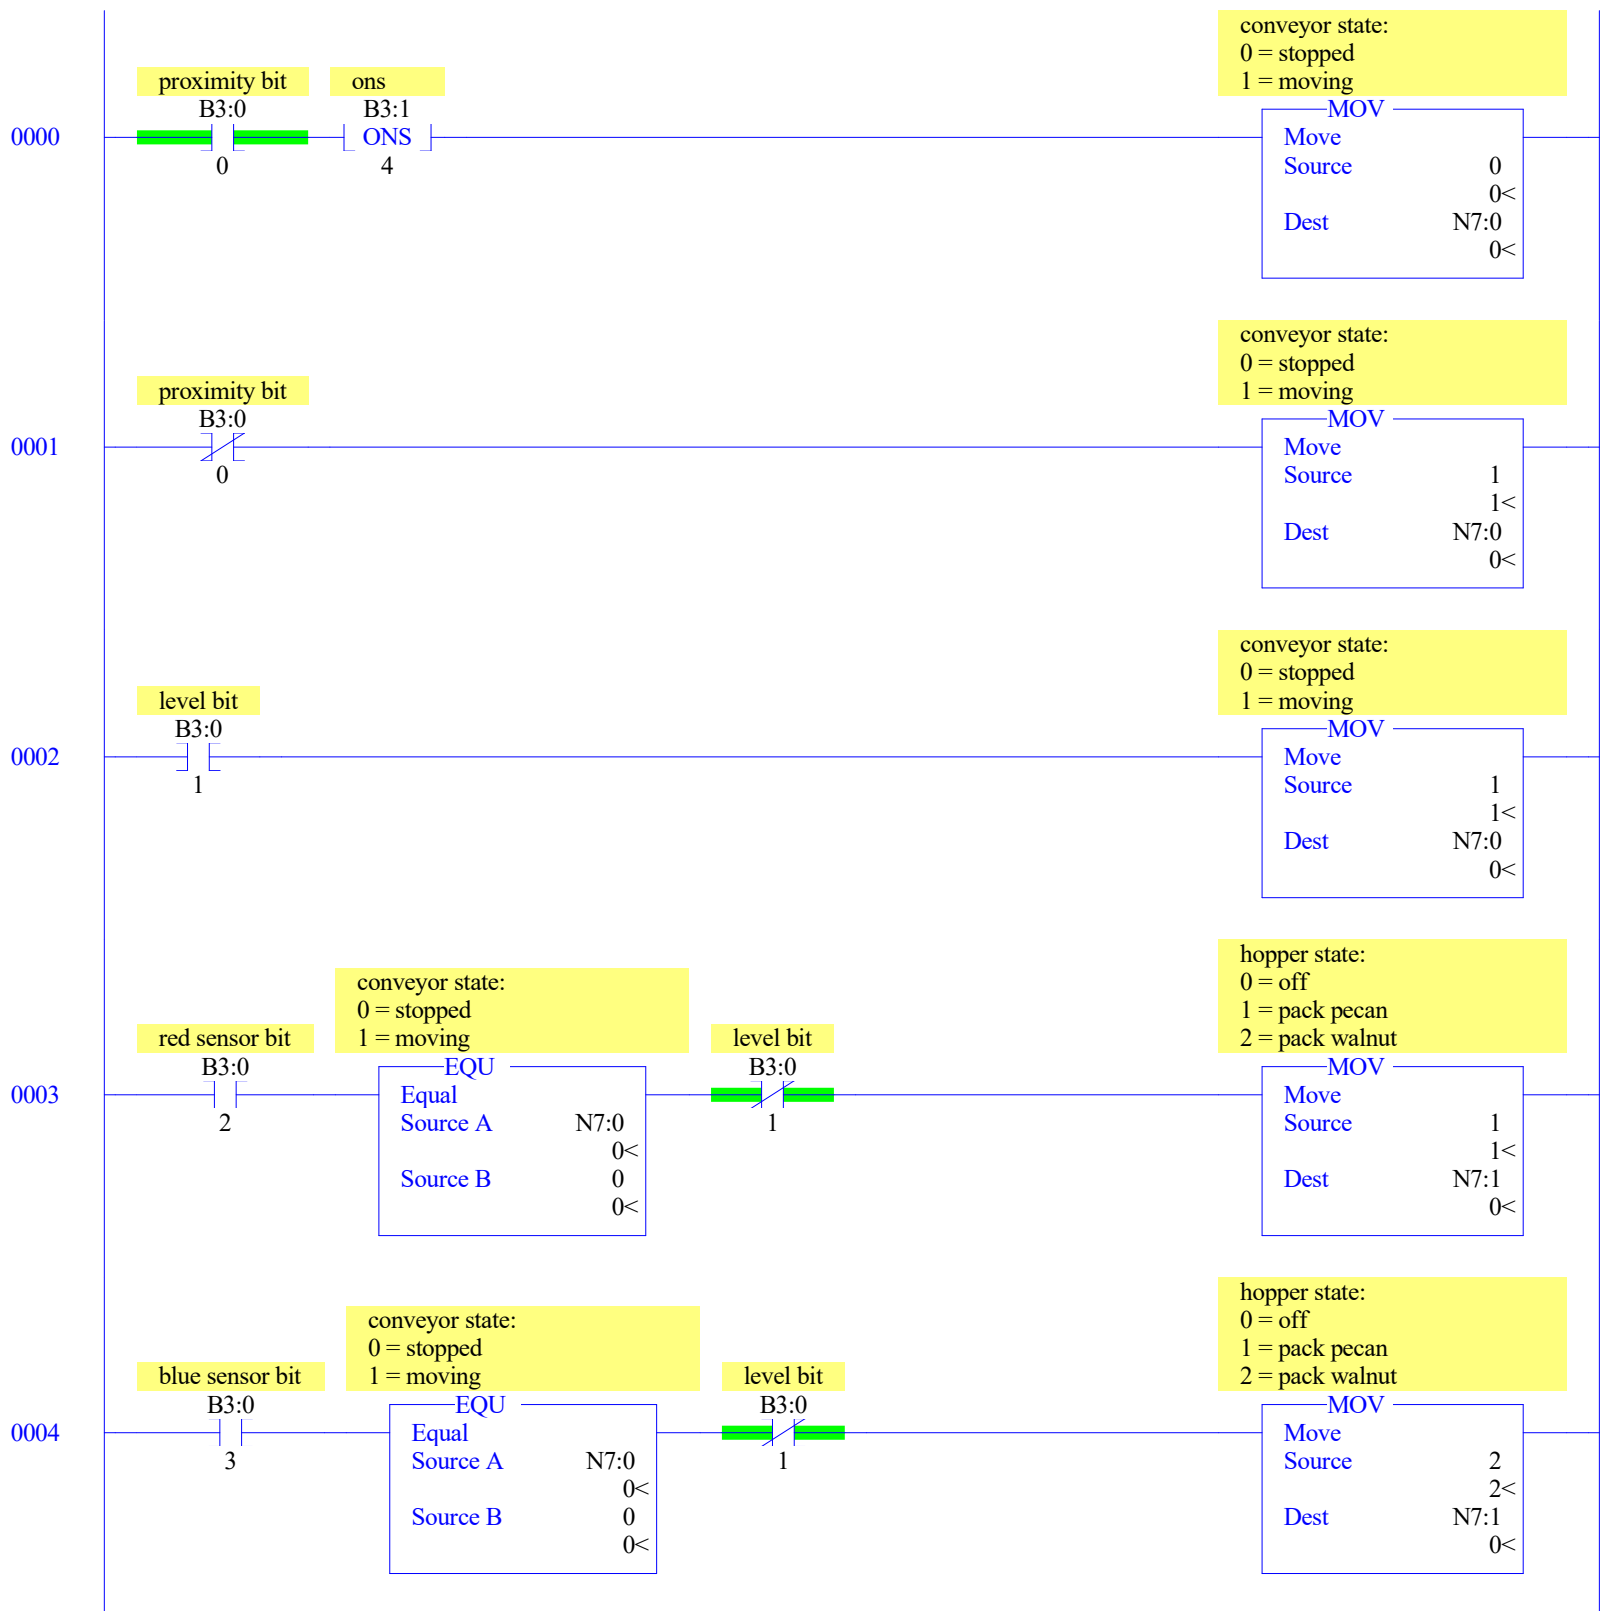 conveyor state:
0 = stopped
1 = moving
proximity bit
ons
B3:0
B3:1
MOV
0000
ONS
Move
0
4
Source
0
0<
Dest
N7:0
0<
conveyor state:
0 = stopped
1 = moving
proximity bit
B3:0
MOV
0001
Move
0
Source
1
1<
Dest
N7:0
0<
conveyor state:
0 = stopped
1 = moving
level bit
B3:0
MOV
0002
Move
1
Source
1
1<
Dest
N7:0
0<
hopper state:
0 = off
1 = pack pecan
2 = pack walnut
conveyor state:
0 = stopped
1 = moving
red sensor bit
level bit
B3:0
EQU
B3:0
MOV
0003
Equal
Move
2
Source A
N7:0
0<
Source B
0
0<
1
Source
1
1<
Dest
N7:1
0<
hopper state:
0 = off
1 = pack pecan
2 = pack walnut
conveyor state:
0 = stopped
1 = moving
blue sensor bit
level bit
B3:0
EQU
B3:0
MOV
0004
Equal
Move
3
Source A
N7:0
0<
Source B
0
0<
1
Source
2
2<
Dest
N7:1
0<